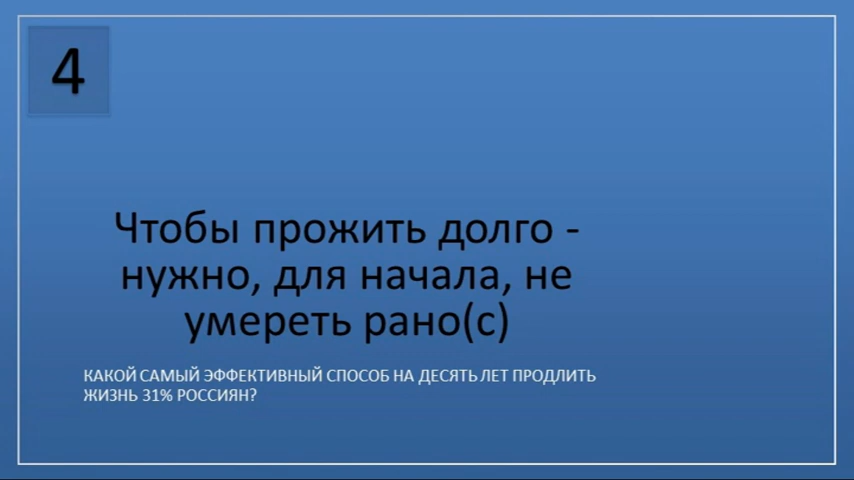 4
Чтобы прожить долго -
нужно, для начала, не
умереть рано(с)
КАКОЙ САМЫЙ ЭФФЕКТИВНЫЙ СПОСОБ НА ДЕСЯТЬ ЛЕТ ПРОДЛИТЬ
ЖИЗНЬ 31% РОССИЯН?